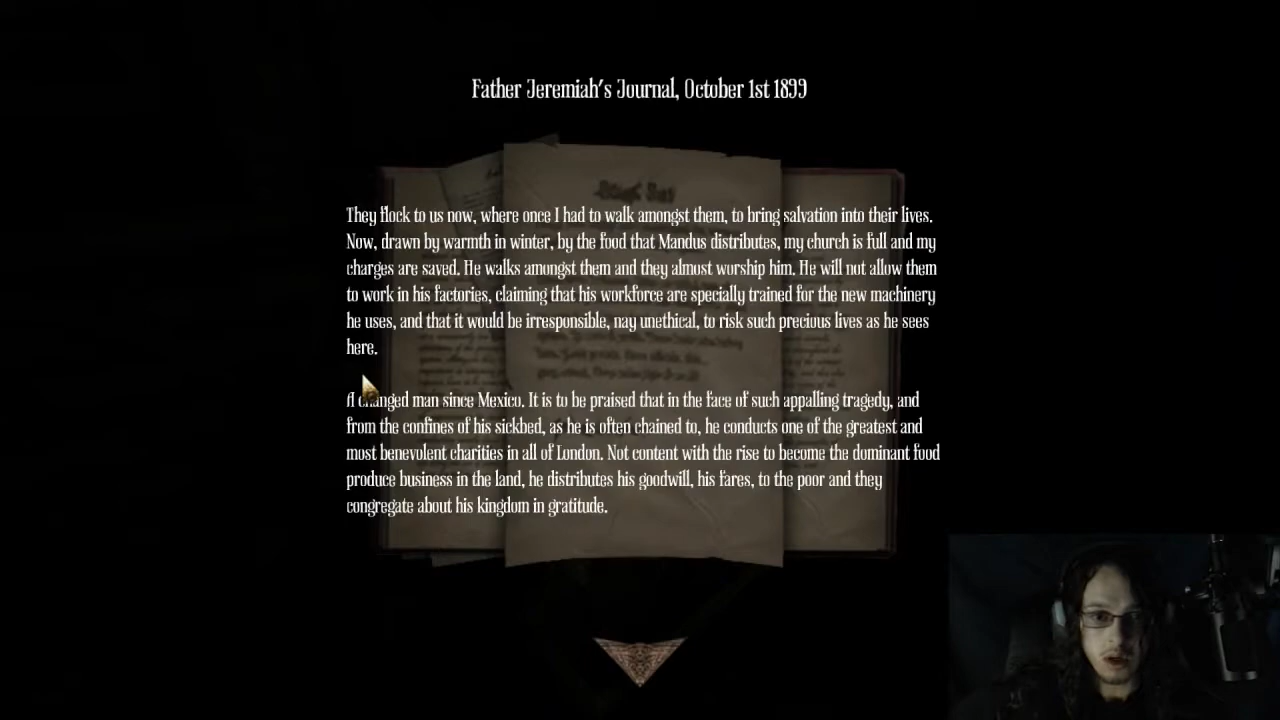 Father Jeremiah's Journal, October 1st 1899
They flock to us now, where once I had to walk amongst them, to bring salvation into their lives.
Now, drawn by warmth in winter, by the food that Mandus distributes, my church is full and my
charges are saved. He walks amongst them and they almost worship him. He will not allow them
to work in his factories, claiming that his workforce are specially trained for the new machinery
he uses, and that it would be irresponsible, nay unethical, to risk such precious lives as he sees
here.
A changed man since Mexico. It is to be praised that in the face of such appalling tragedy, and
from the confines of his sickbed, as he is often chained to, he conducts one of the greatest and
most benevolent charities in all of London. Not content with the rise to become the dominant food
produce business in the land, he distributes his goodwill, his fares, to the poor and they
congregate about his kingdom in gratitude.